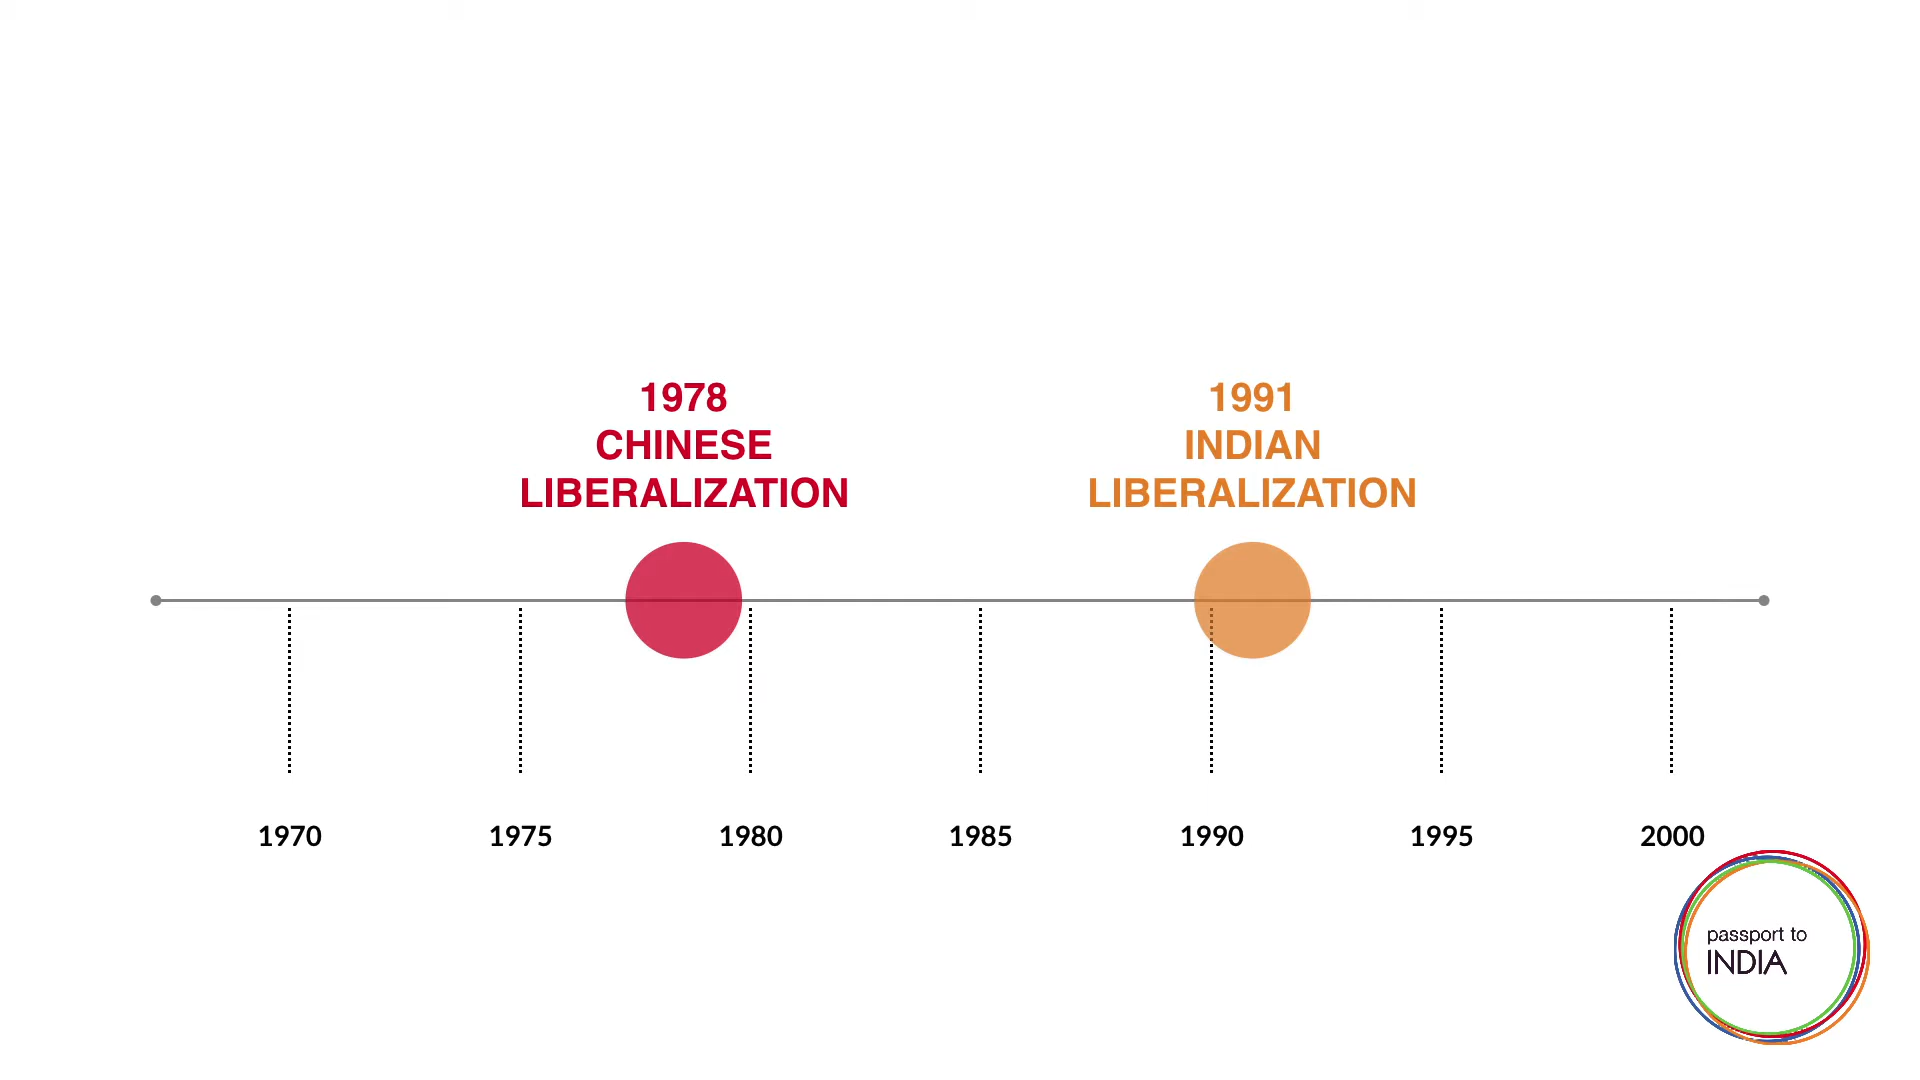 1978
CHINESE
LIBERALIZATION
1991
INDIAN
LIBERALIZATION
1970
1975
1980
1985
1990
1995
2000
passport to
INDIA